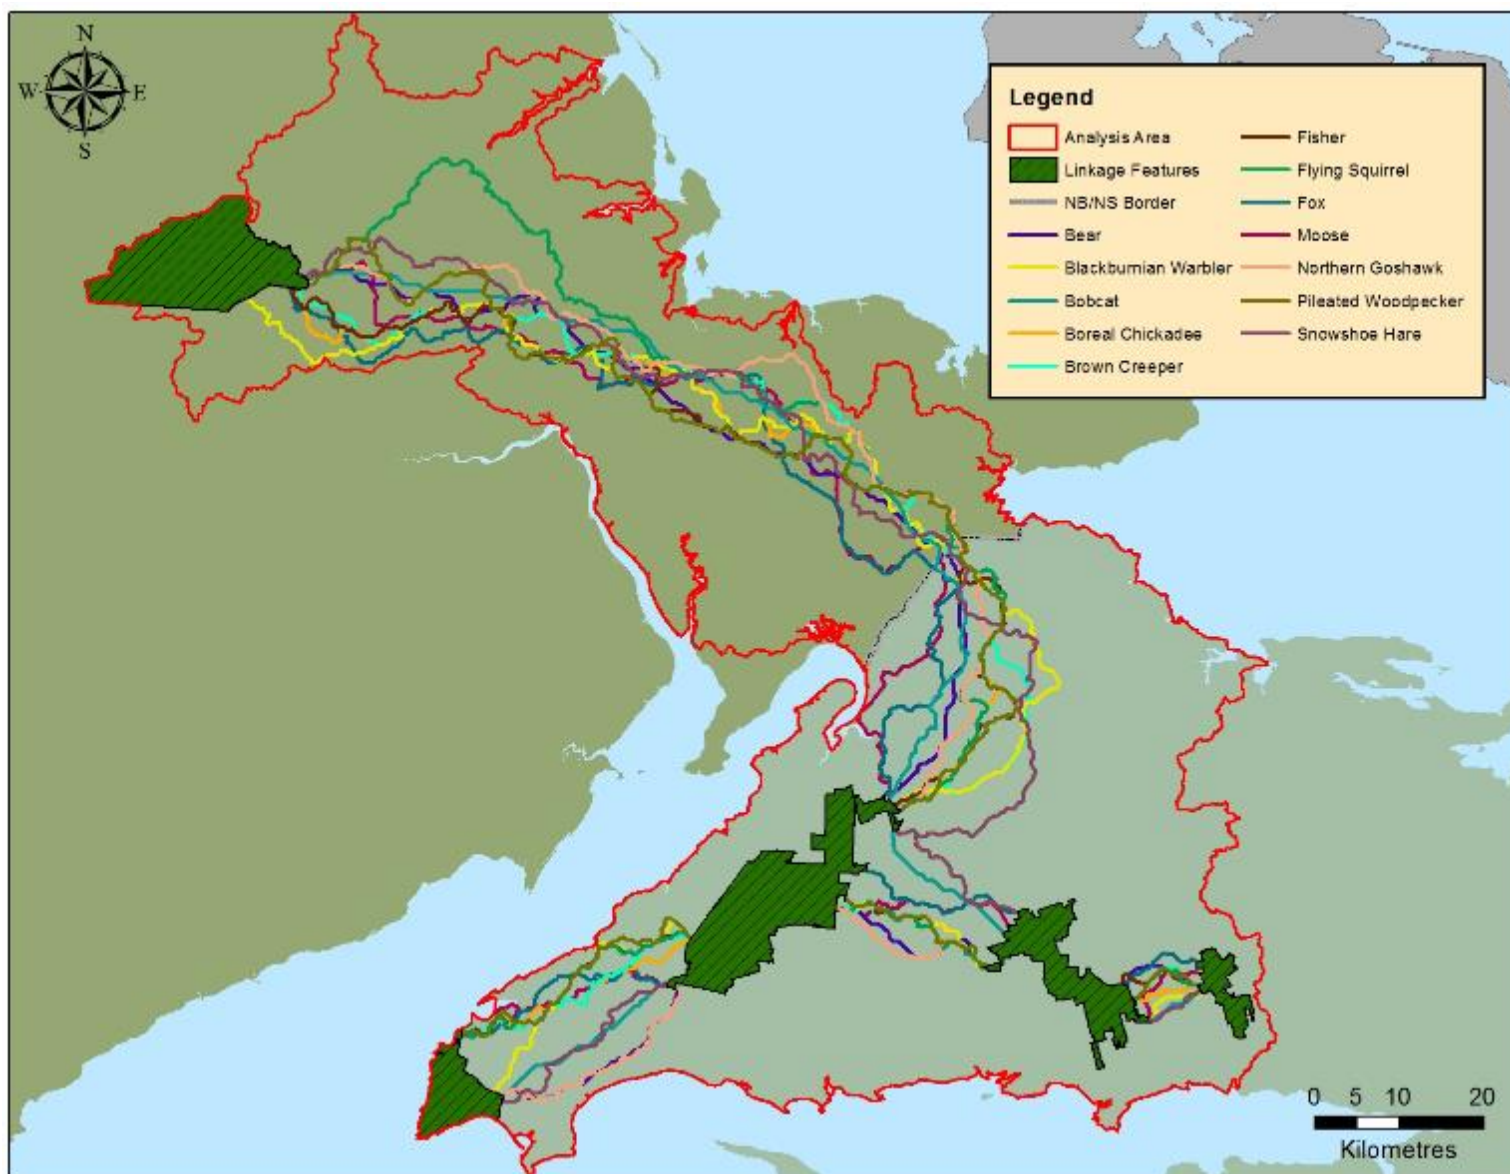 N
W E
S
Legend
Analysis Area
Linkage Features
NB/NS Border
Bear
Blackburnian Warbler
Bobcat
Boreal Chickadee
Brown Creeper
Fisher
Flying Squirrel
Fox
Moose
Northern Goshawk
Pileated Woodpecker
Snowshoe Hare
0 5 10 20
Kilometres